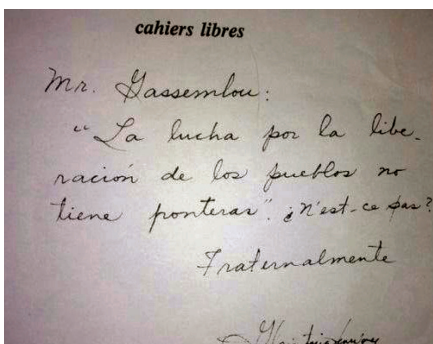 cahiers libres
Mr. Gassemlou:
"La lucha por la libe-
ración de los pueblos no
tiene fronteras". ¿N'est-ce pas?
Fraternalmente